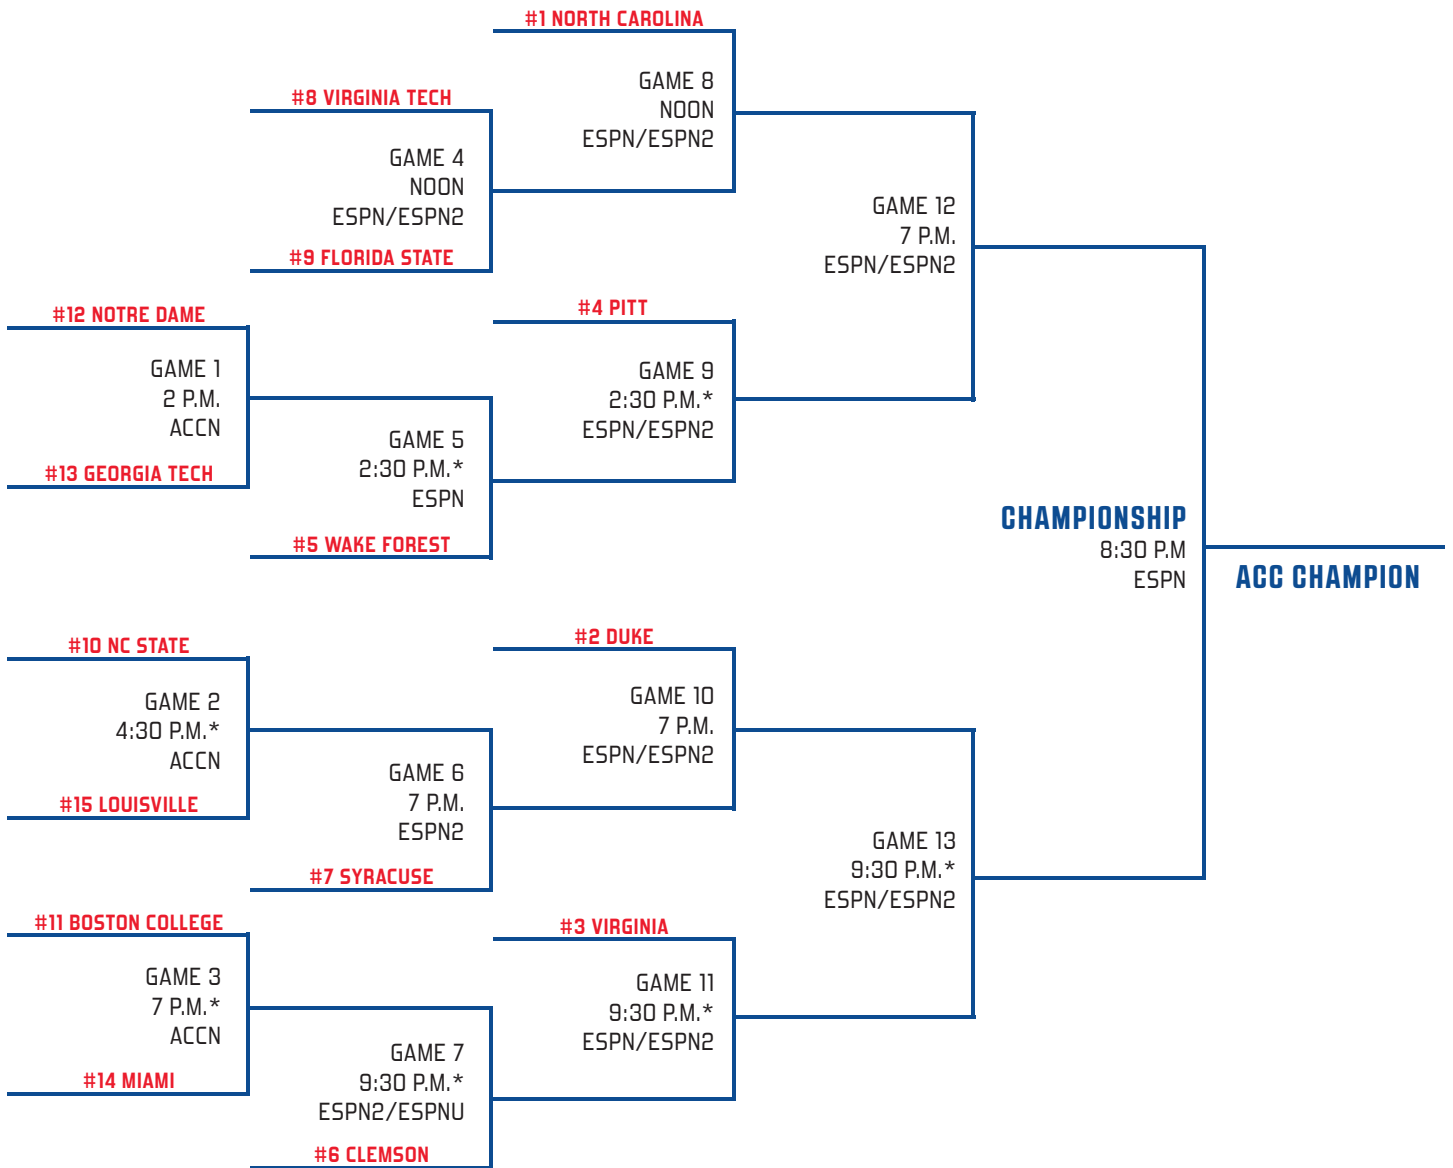 #1 NORTH CAROLINA
GAME 8
NOON
ESPN/ESPN2
#8 VIRGINIA TECH
GAME 4
NOON
ESPN/ESPN2
#9 FLORIDA STATE
GAME 12
7 P.M.
ESPN/ESPN2
#12 NOTRE DAME
GAME 1
2 P.M.
ACCN
#13 GEORGIA TECH
#4 PITT
GAME 9
2:30 P.M.*
ESPN/ESPN2
GAME 5
2:30 P.M.*
ESPN
#5 WAKE FOREST
CHAMPIONSHIP
8:30 P.M
ESPN
ACC CHAMPION
#10 NC STATE
GAME 2
4:30 P.M.*
ACCN
#15 LOUISVILLE
#2 DUKE
GAME 10
7 P.M.
ESPN/ESPN2
GAME 6
7 P.M.
ESPN2
#7 SYRACUSE
GAME 13
9:30 P.M.*
ESPN/ESPN2
#11 BOSTON COLLEGE
GAME 3
7 P.M.*
ACCN
#14 MIAMI
#3 VIRGINIA
GAME 11
9:30 P.M.*
ESPN/ESPN2
GAME 7
9:30 P.M.*
ESPN2/ESPNU
#6 CLEMSON